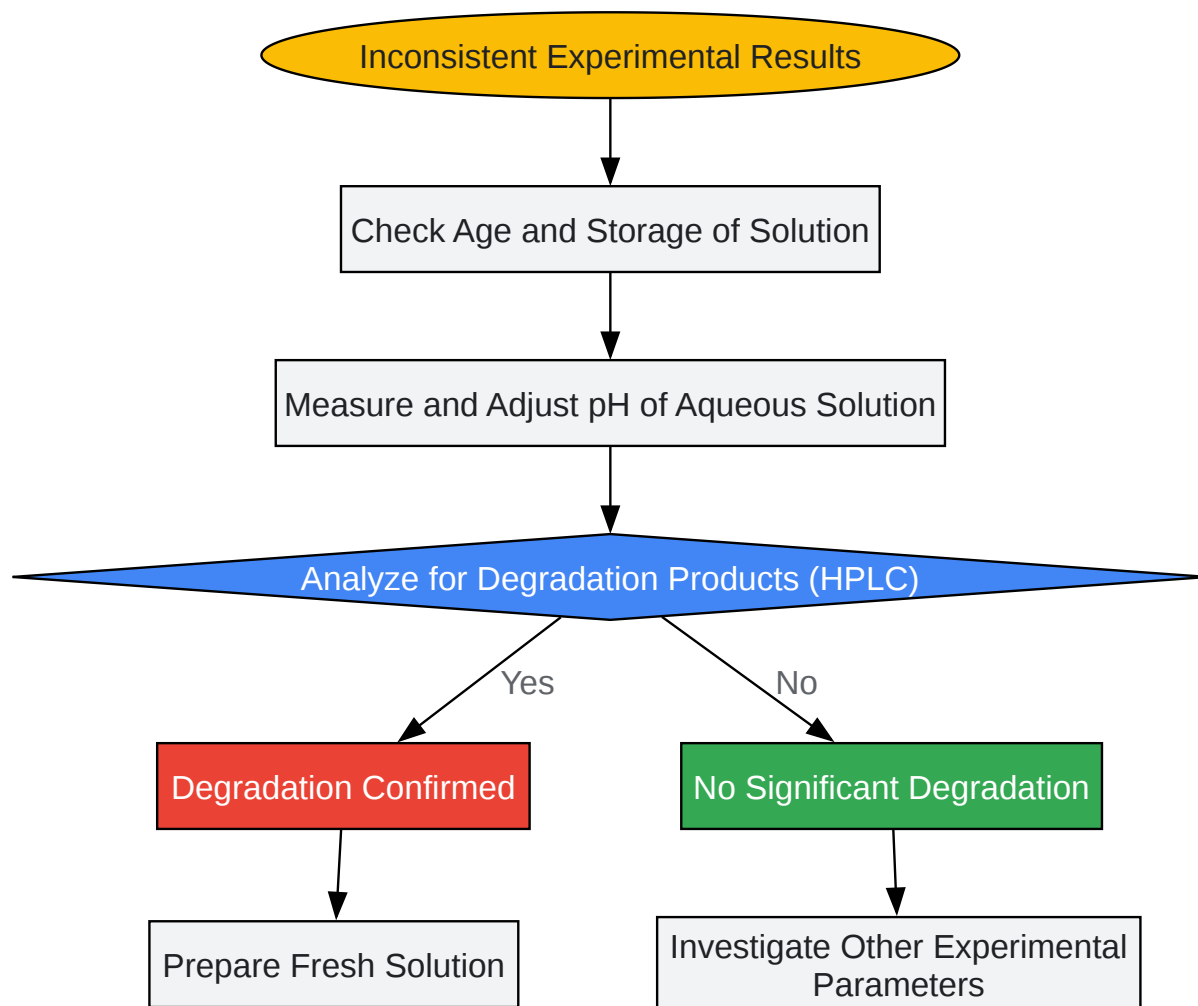 Inconsistent Experimental Results
Check Age and Storage of Solution
Measure and Adjust pH of Aqueous Solution
Analyze for Degradation Products (HPLC)
Yes
No
Degradation Confirmed
No Significant Degradation
Prepare Fresh Solution
Investigate Other Experimental
Parameters